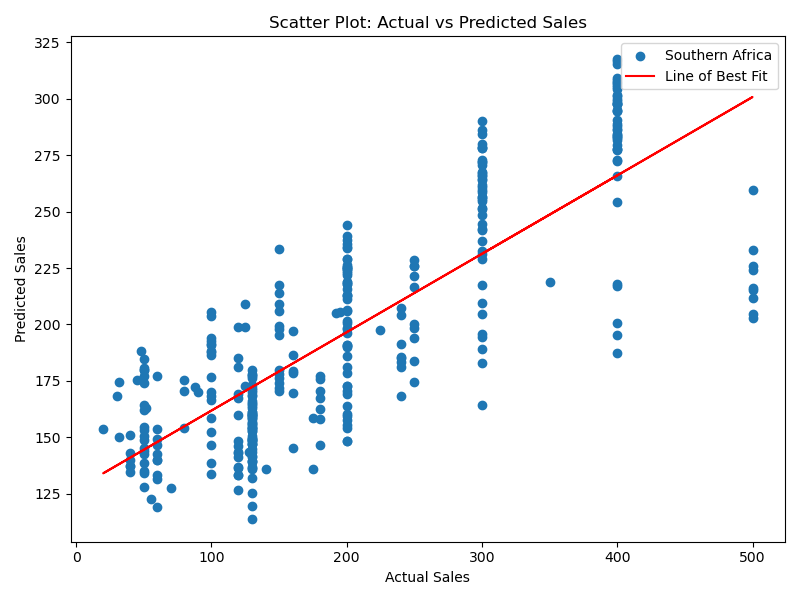 Scatter Plot: Actual vs Predicted Sales
Southern Africa
Line of Best Fit
Predicted Sales
325
300
275
250
225
200
175
150
125
0 100 200 300 400 500
Actual Sales